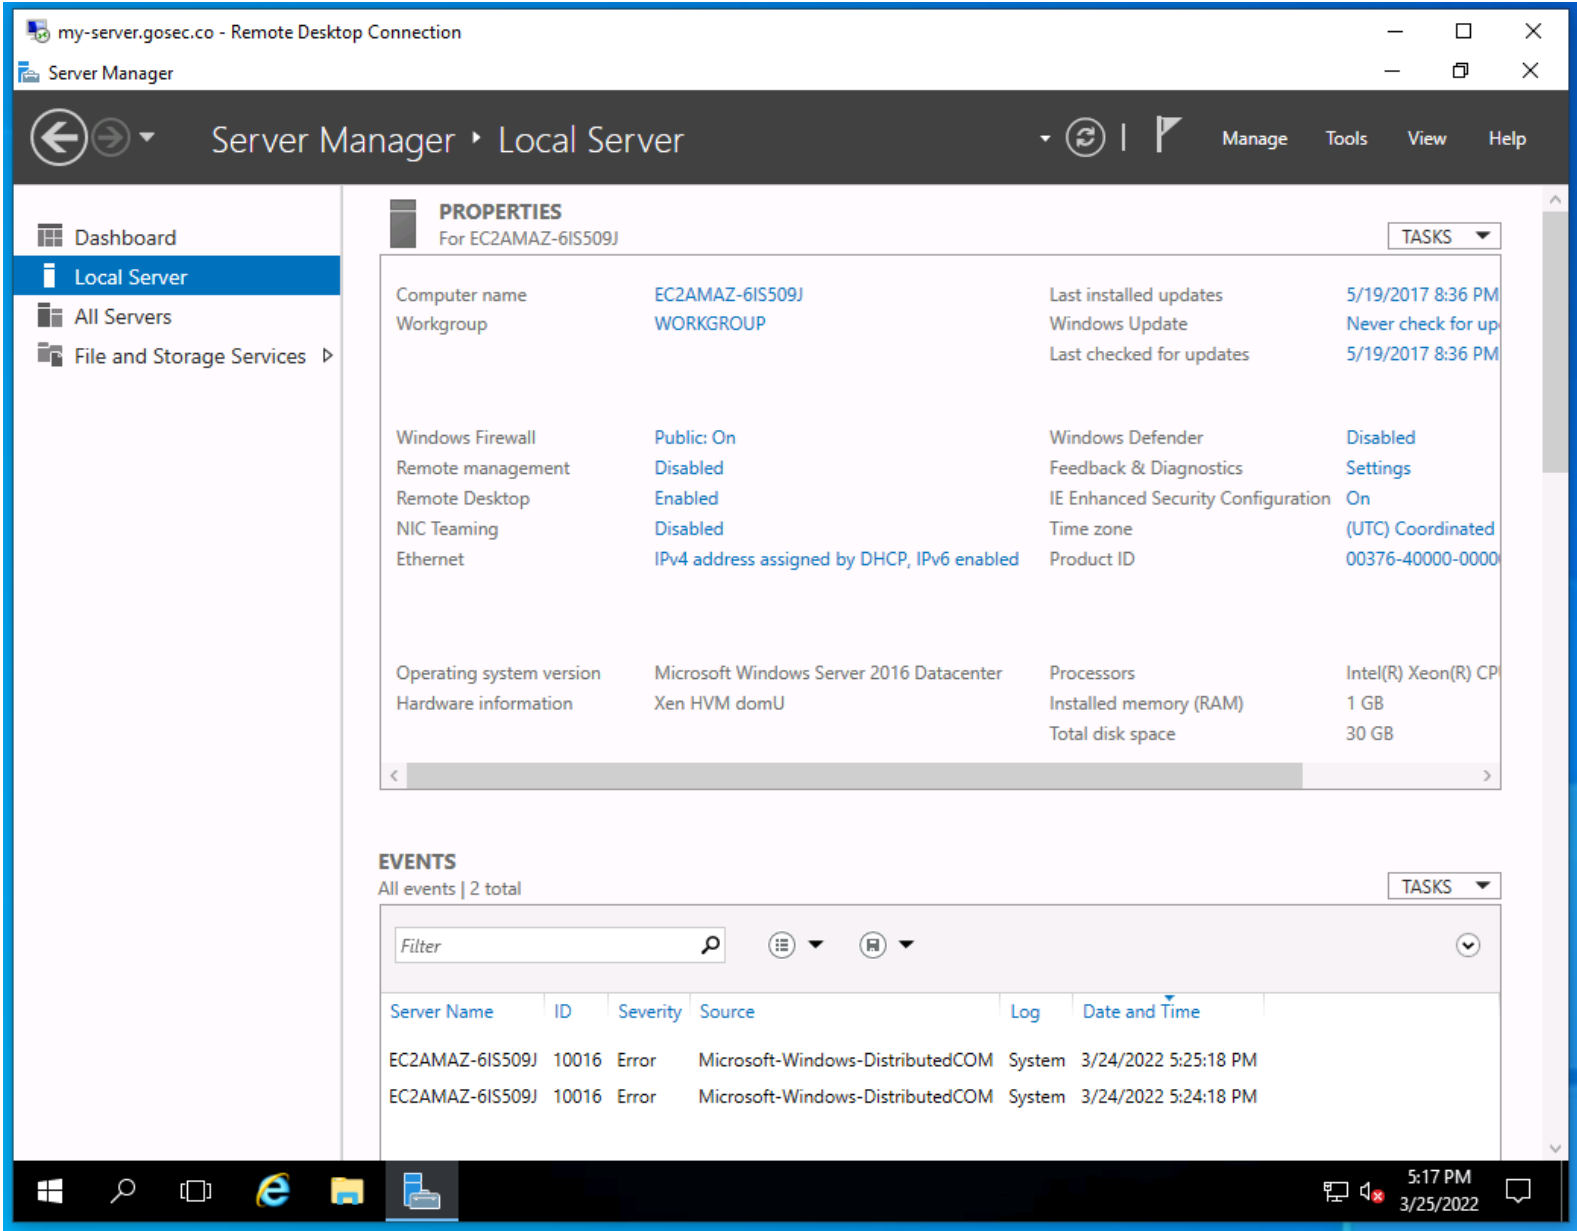 my-server.gosec.co - Remote Desktop Connection
Server Manager
Server Manager ‣ Local Server
Manage Tools View Help
Dashboard
Local Server
All Servers
File and Storage Services
PROPERTIES
For EC2AMAZ-6IS509J
TASKS
Computer name EC2AMAZ-6IS509J Last installed updates 5/19/2017 8:36 PM
Workgroup WORKGROUP Windows Update Never check for up
Last checked for updates 5/19/2017 8:36 PM
Windows Firewall Public: On Windows Defender Disabled
Remote management Disabled Feedback & Diagnostics Settings
Remote Desktop Enabled IE Enhanced Security Configuration On
NIC Teaming Disabled Time zone (UTC) Coordinated
Ethernet IPv4 address assigned by DHCP, IPv6 enabled Product ID 00376-40000-0000
Operating system version Microsoft Windows Server 2016 Datacenter Processors Intel(R) Xeon(R) CP
Hardware information Xen HVM domU Installed memory (RAM) 1 GB
Total disk space 30 GB
EVENTS
All events | 2 total
TASKS
Filter
Server Name ID Severity Source Log Date and Time
EC2AMAZ-6IS509J 10016 Error Microsoft-Windows-DistributedCOM System 3/24/2022 5:25:18 PM
EC2AMAZ-6IS509J 10016 Error Microsoft-Windows-DistributedCOM System 3/24/2022 5:24:18 PM
5:17 PM
3/25/2022